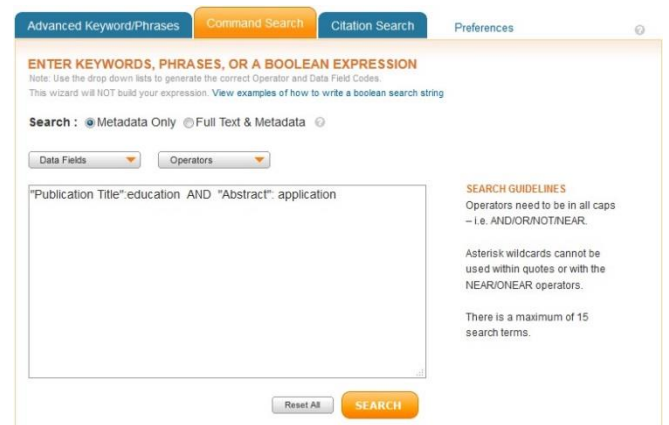 Advanced Keyword/Phrases Command Search Citation Search Preferences
ENTER KEYWORDS, PHRASES, OR A BOOLEAN EXPRESSION
Note: Use the drop down lists to generate the correct Operator and Data Field Codes.
This wizard will NOT build your expression. View examples of how to write a boolean search string
Search : Metadata Only Full Text & Metadata
Data Fields Operators
"Publication Title":education AND "Abstract": application
SEARCH GUIDELINES
Operators need to be in all caps
– i.e. AND/OR/NOT/NEAR.
Asterisk wildcards cannot be
used within quotes or with the
NEAR/ONEAR operators.
There is a maximum of 15
search terms.
Reset All SEARCH